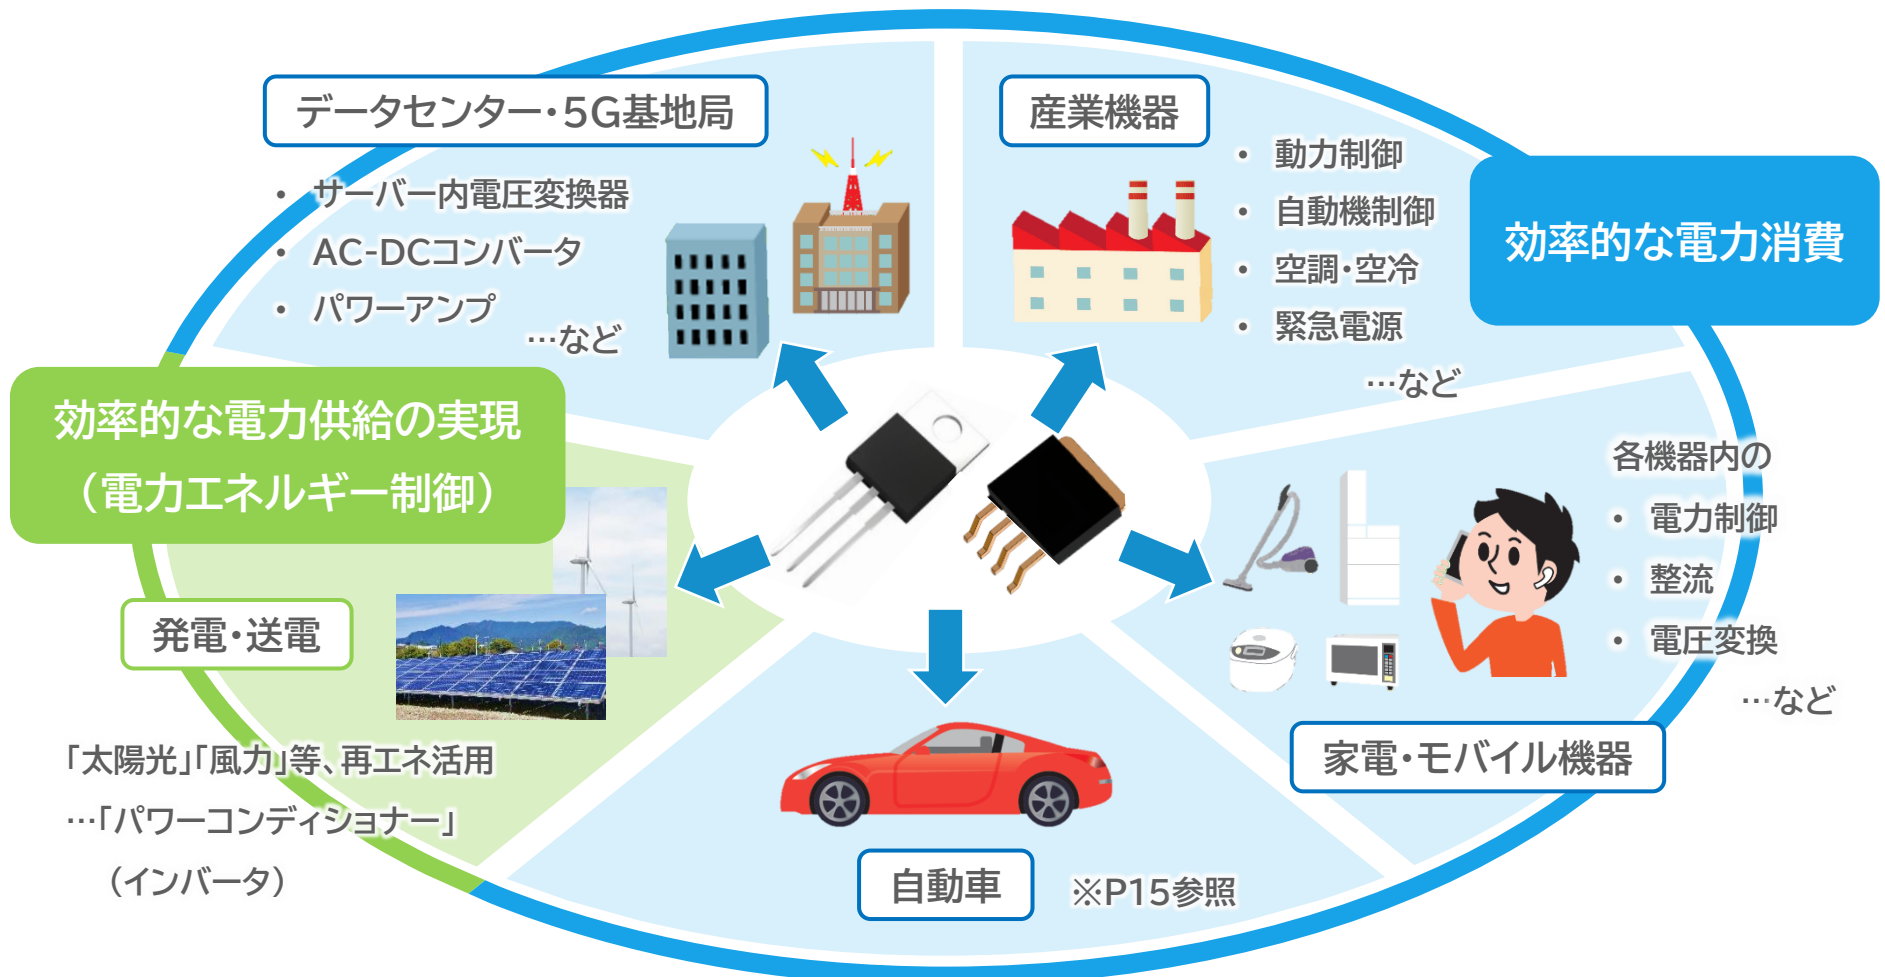 データセンター・5G基地局
• サーバー内電圧変換器
• AC-DCコンバータ
• パワーアンプ
…など
産業機器
• 動力制御
• 自動機制御
• 空調・空冷
• 緊急電源
…など
効率的な電力消費
効率的な電力供給の実現
（電力エネルギー制御）
発電・送電
「太陽光」「風力」等、再エネ活用
…「パワーコンディショナー」
（インバータ）
各機器内の
• 電力制御
• 整流
• 電圧変換
…など
家電・モバイル機器
自動車
※P15参照